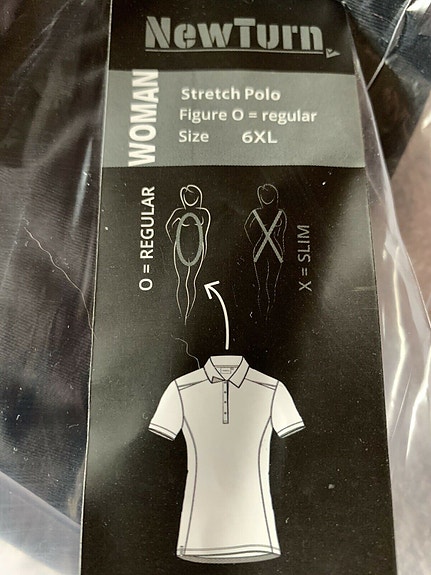 NewTurn
WOMAN
Stretch Polo
Figure O = regular
Size 6XL
O = REGULAR
X = SLIM